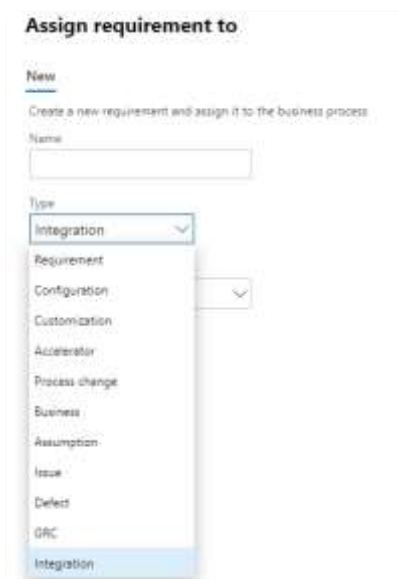 Assign requirement to
New
Create a new requirement and assign it to the business process
Name
Type
Integration
Requirement
Configuration
Customization
Accelerator
Process change
Business
Assumption
Issue
Defect
GRC
Integration